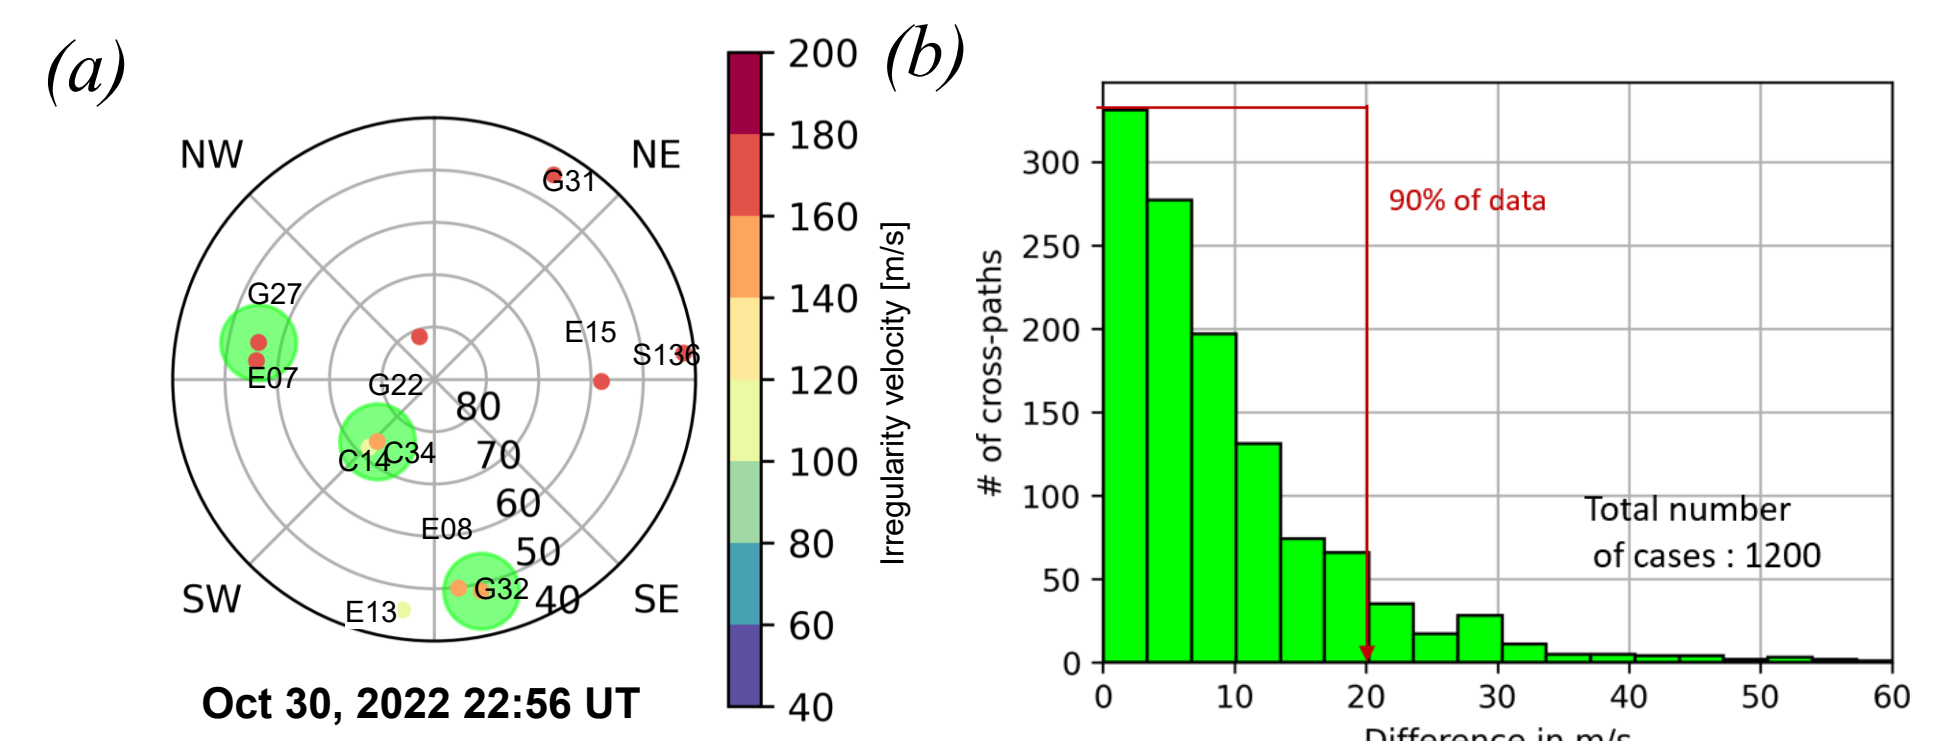 (a)
NW
NE
G31
G27
E15
S136
E07
G22
80
C34
C14
70
60
E08
50
G32
40
E13
SW
SE
Oct 30, 2022 22:56 UT
200
180
160
140
120
100
80
60
40
Irregularity velocity [m/s]
(b)
300
250
200
150
100
50
0
# of cross-paths
90% of data
Total number
of cases : 1200
0 10 20 30 40 50 60
Difference in m/s